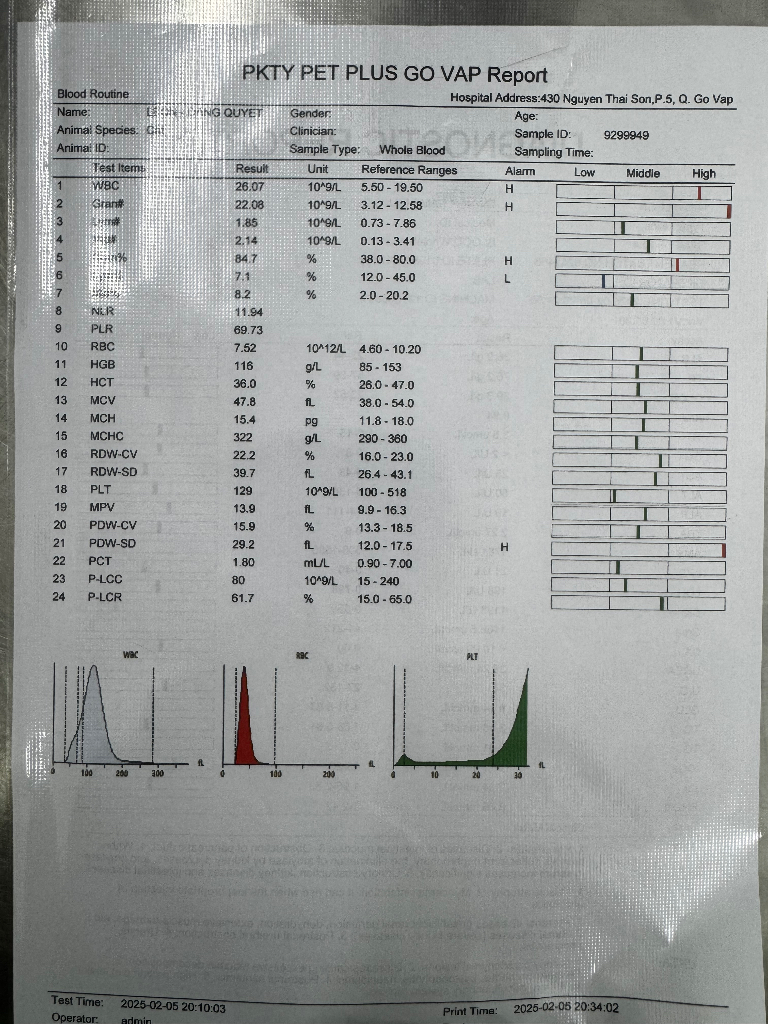 PKTY PET PLUS GO VAP Report
Blood Routine
Hospital Address:430 Nguyen Thai Son,P.5, Q. Go Vap
Name: QUYET Gender: Age:
Animal Species: Cat Clinician: Sample ID: 9299949
Animal ID: Sample Type: Whole Blood Sampling Time:
Test Items Result Unit Reference Ranges Alarm Low Middle High
1 WBC 26.07 10^9/L 5.50 - 19.50 H
2 Gran# 22.08 10^9/L 3.12 - 12.58 H
3 1.85 10^9/L 0.73 - 7.86
4 2.14 10^9/L 0.13 - 3.41
5 84.7 % 38.0 - 80.0 H
6 7.1 % 12.0 - 45.0 L
7 8.2 % 2.0 - 20.2
8 NLR 11.94
9 PLR 69.73
10 RBC 7.52 10^12/L 4.60 - 10.20
11 HGB 116 g/L 85 - 153
12 HCT 36.0 % 26.0 - 47.0
13 MCV 47.8 fL 38.0 - 54.0
14 MCH 15.4 pg 11.8 - 18.0
15 MCHC 322 g/L 290 - 360
16 RDW-CV 22.2 % 16.0 - 23.0
17 RDW-SD 39.7 fL 26.4 - 43.1
18 PLT 129 10^9/L 100 - 518
19 MPV 13.9 fL 9.9 - 16.3
20 PDW-CV 15.9 % 13.3 - 18.5
21 PDW-SD 29.2 fL 12.0 - 17.5 H
22 PCT 1.80 mL/L 0.90 - 7.00
23 P-LCC 80 10^9/L 15 - 240
24 P-LCR 61.7 % 15.0 - 65.0
WBC RBC PLT
0 100 200 300 fL 0 100 200 fL 0 10 20 30 fL
Test Time: 2025-02-05 20:10:03 Print Time: 2025-02-05 20:34:02
Operator: admin